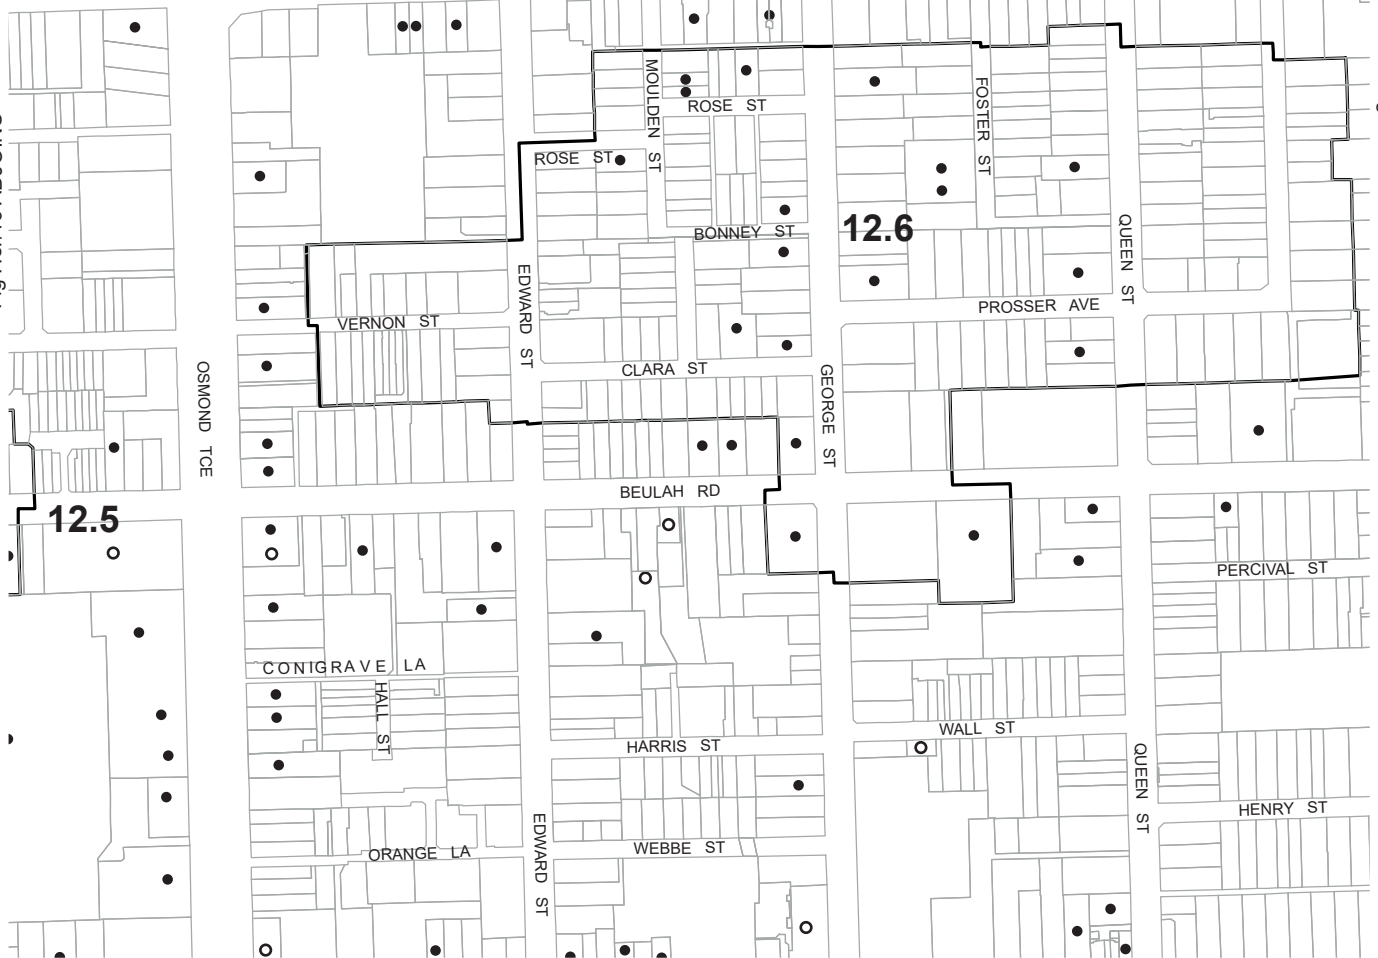 MOULDEN ST
FOSTER ST
ROSE ST
ROSE ST
12.6
BONNEY ST
QUEEN ST
EDWARD ST
PROSSER AVE
VERNON ST
CLARA ST
OSMOND TCE
GEORGE ST
BEULAH RD
12.5
PERCIVAL ST
CONIGRAVE LA
HALL ST
WALL ST
HARRIS ST
QUEEN ST
HENRY ST
EDWARD ST
WEBBE ST
ORANGE LA